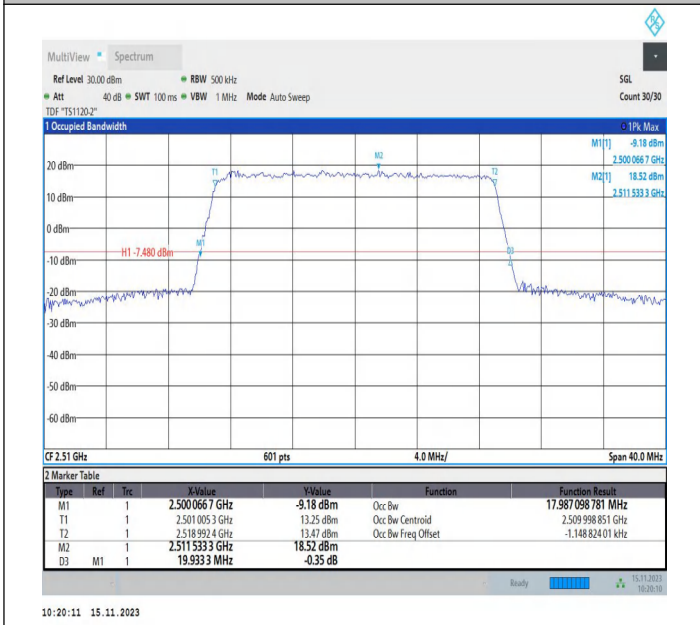 R S
MultiView Spectrum
Ref Level 30.00 dBm RBW 500 kHz SGL
Att 40 dB SWT 100 ms VBW 1 MHz Mode Auto Sweep Count 30/30
TDF "TS1120-2"
1 Occupied Bandwidth 1Pk Max
M1[1] -9.18 dBm
2.500 066 7 GHz
M2[1] 18.52 dBm
2.511 533 3 GHz
M2
20 dBm
T1 T2
10 dBm
0 dBm
M1
H1 -7.480 dBm
D3
-10 dBm
-20 dBm
-30 dBm
-40 dBm
-50 dBm
-60 dBm
CF 2.51 GHz 601 pts 4.0 MHz/ Span 40.0 MHz
2 Marker Table
Type Ref Trc X-Value Y-Value Function Function Result
M1 1 2.500 066 7 GHz -9.18 dBm Occ Bw 17.987 098 781 MHz
T1 1 2.501 005 3 GHz 13.25 dBm Occ Bw Centroid 2.509 998 851 GHz
T2 1 2.518 992 4 GHz 13.47 dBm Occ Bw Freq Offset -1.148 824 01 kHz
M2 1 2.511 533 3 GHz 18.52 dBm
D3 M1 1 19.933 3 MHz -0.35 dB
Ready 15.11.2023
10:20:10
10:20:11 15.11.2023